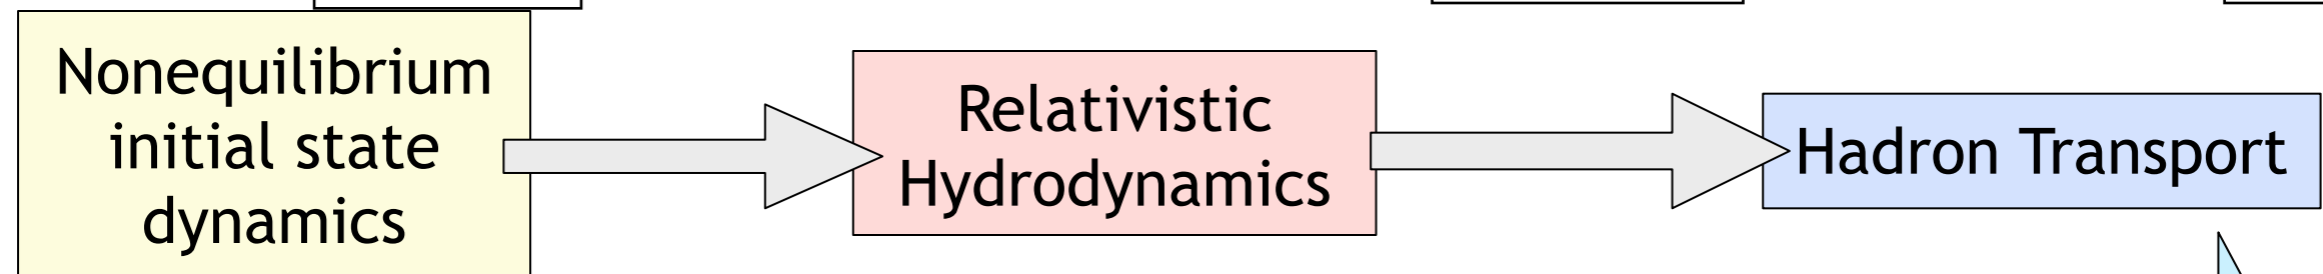 Nonequilibrium
initial state
dynamics
Relativistic
Hydrodynamics
Hadron Transport